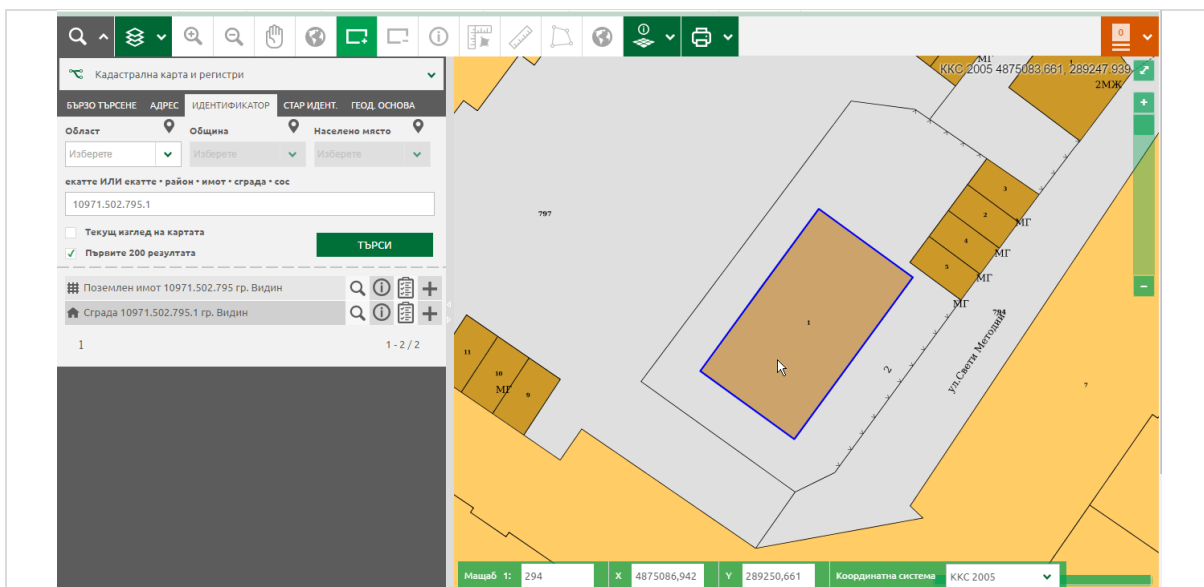 0
Кадастрална карта и регистри
БЪРЗО ТЪРСЕНЕ АДРЕС ИДЕНТИФИКАТОР СТАР ИДЕНТ. ГЕОД. ОСНОВА
Област Община Населено място
Изберете Изберете Изберете
екатте ИЛИ екатте • район • имот • сграда • сос
10971.502.795.1
Текущ изглед на картата
Първите 200 резултата
ТЪРСИ
Поземлен имот 10971.502.795 гр. Видин
Сграда 10971.502.795.1 гр. Видин
1 1 - 2 / 2
МГ
ККС 2005 4875083.661, 289247.939
2МЖ
797
3
2
МГ
4
МГ
5
МГ
МГ
794
1
2
ул.Свети Методий
7
11
10
МГ
9
Мащаб 1: 294 X 4875086,942 Y 289250,661 Координатна система ККС 2005